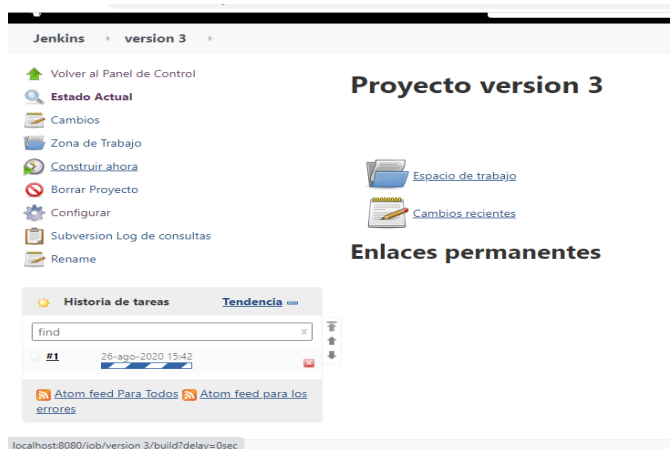 Jenkins version 3
Volver al Panel de Control
Estado Actual
Cambios
Zona de Trabajo
Construir ahora
Borrar Proyecto
Configurar
Subversion Log de consultas
Rename
Historia de tareas Tendencia
find
#1 26-ago-2020 15:42
Atom feed Para Todos Atom feed para los
errores
Proyecto version 3
Espacio de trabajo
Cambios recientes
Enlaces permanentes
localhost:8080/job/version 3/build?delay=0sec